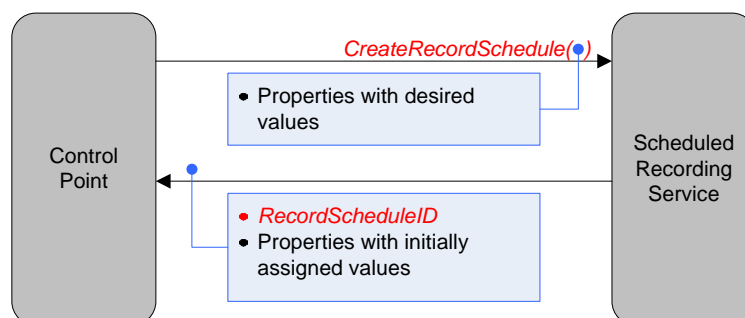 CreateRecordSchedule( )
• Properties with desired
values
Control
Point
Scheduled
Recording
Service
• RecordScheduleID
• Properties with initially
assigned values